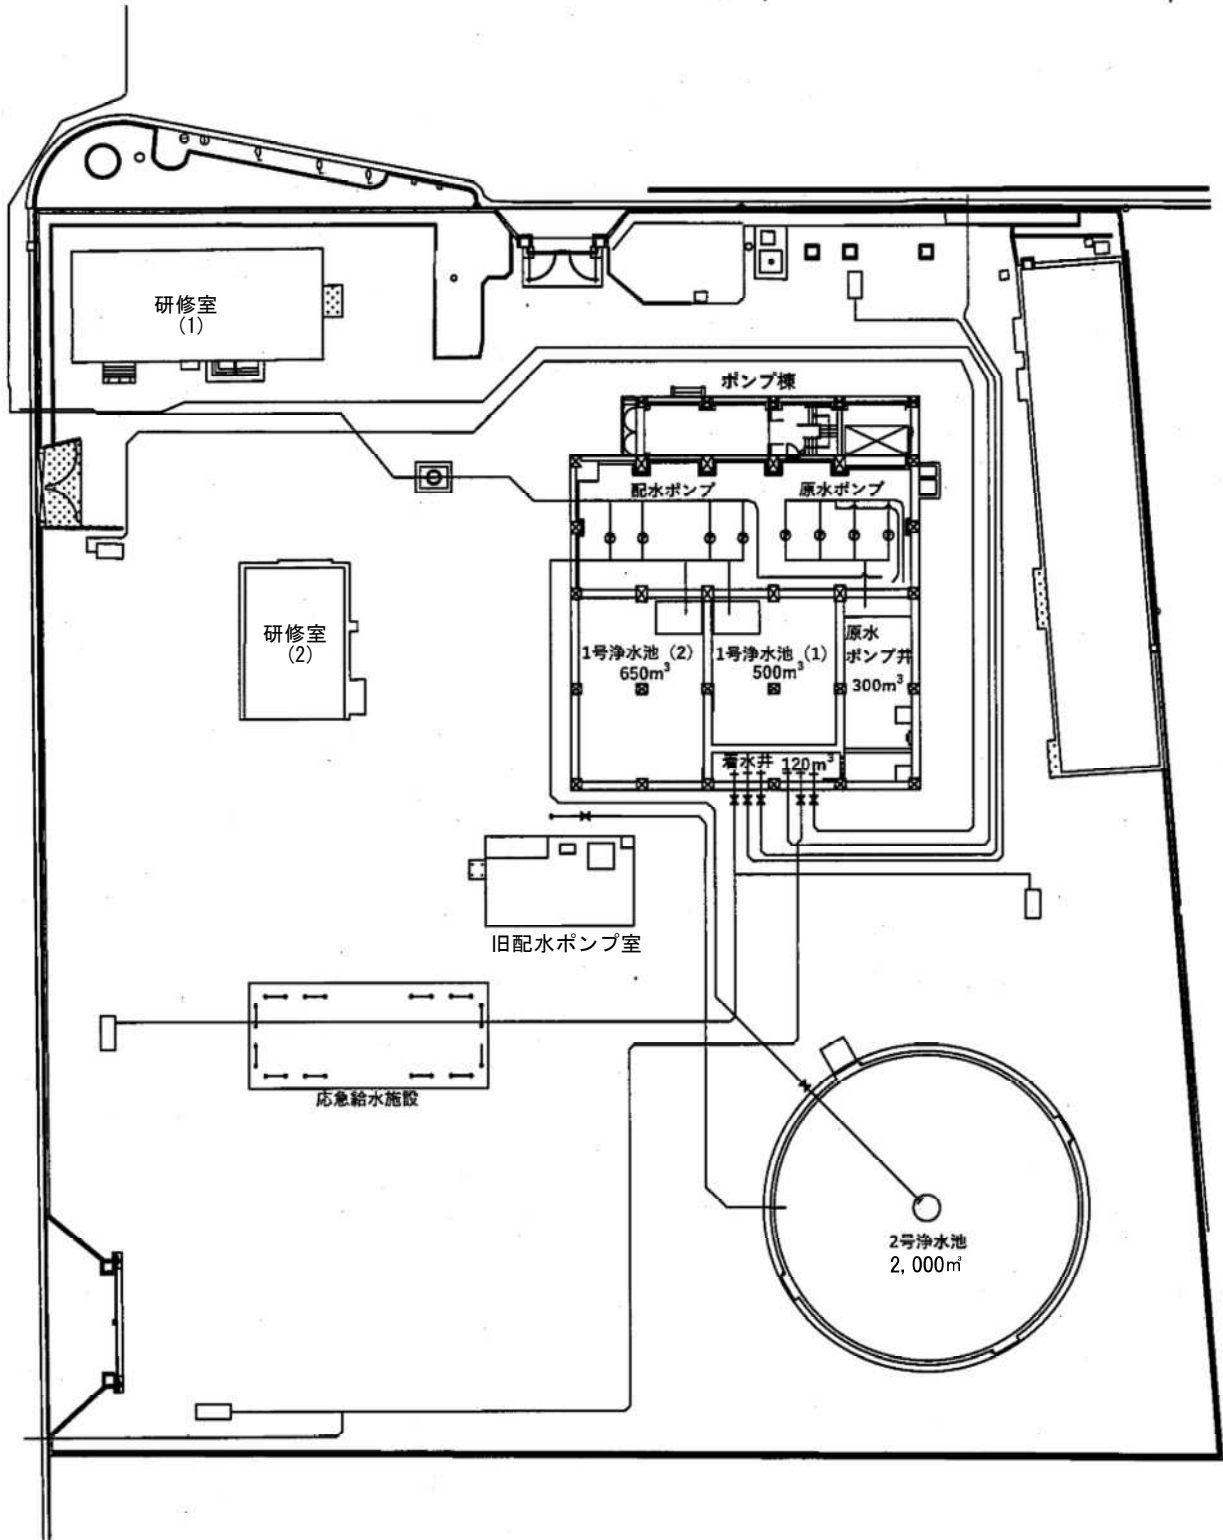 研修室
(1)
ポンプ棟
配水ポンプ
原水ポンプ
研修室
(2)
1号浄水池（2）
650m³
1号浄水池（1）
500m³
原水
ポンプ井
300m³
着水井 120m³
旧配水ポンプ室
応急給水施設
2号浄水池
2,000㎥